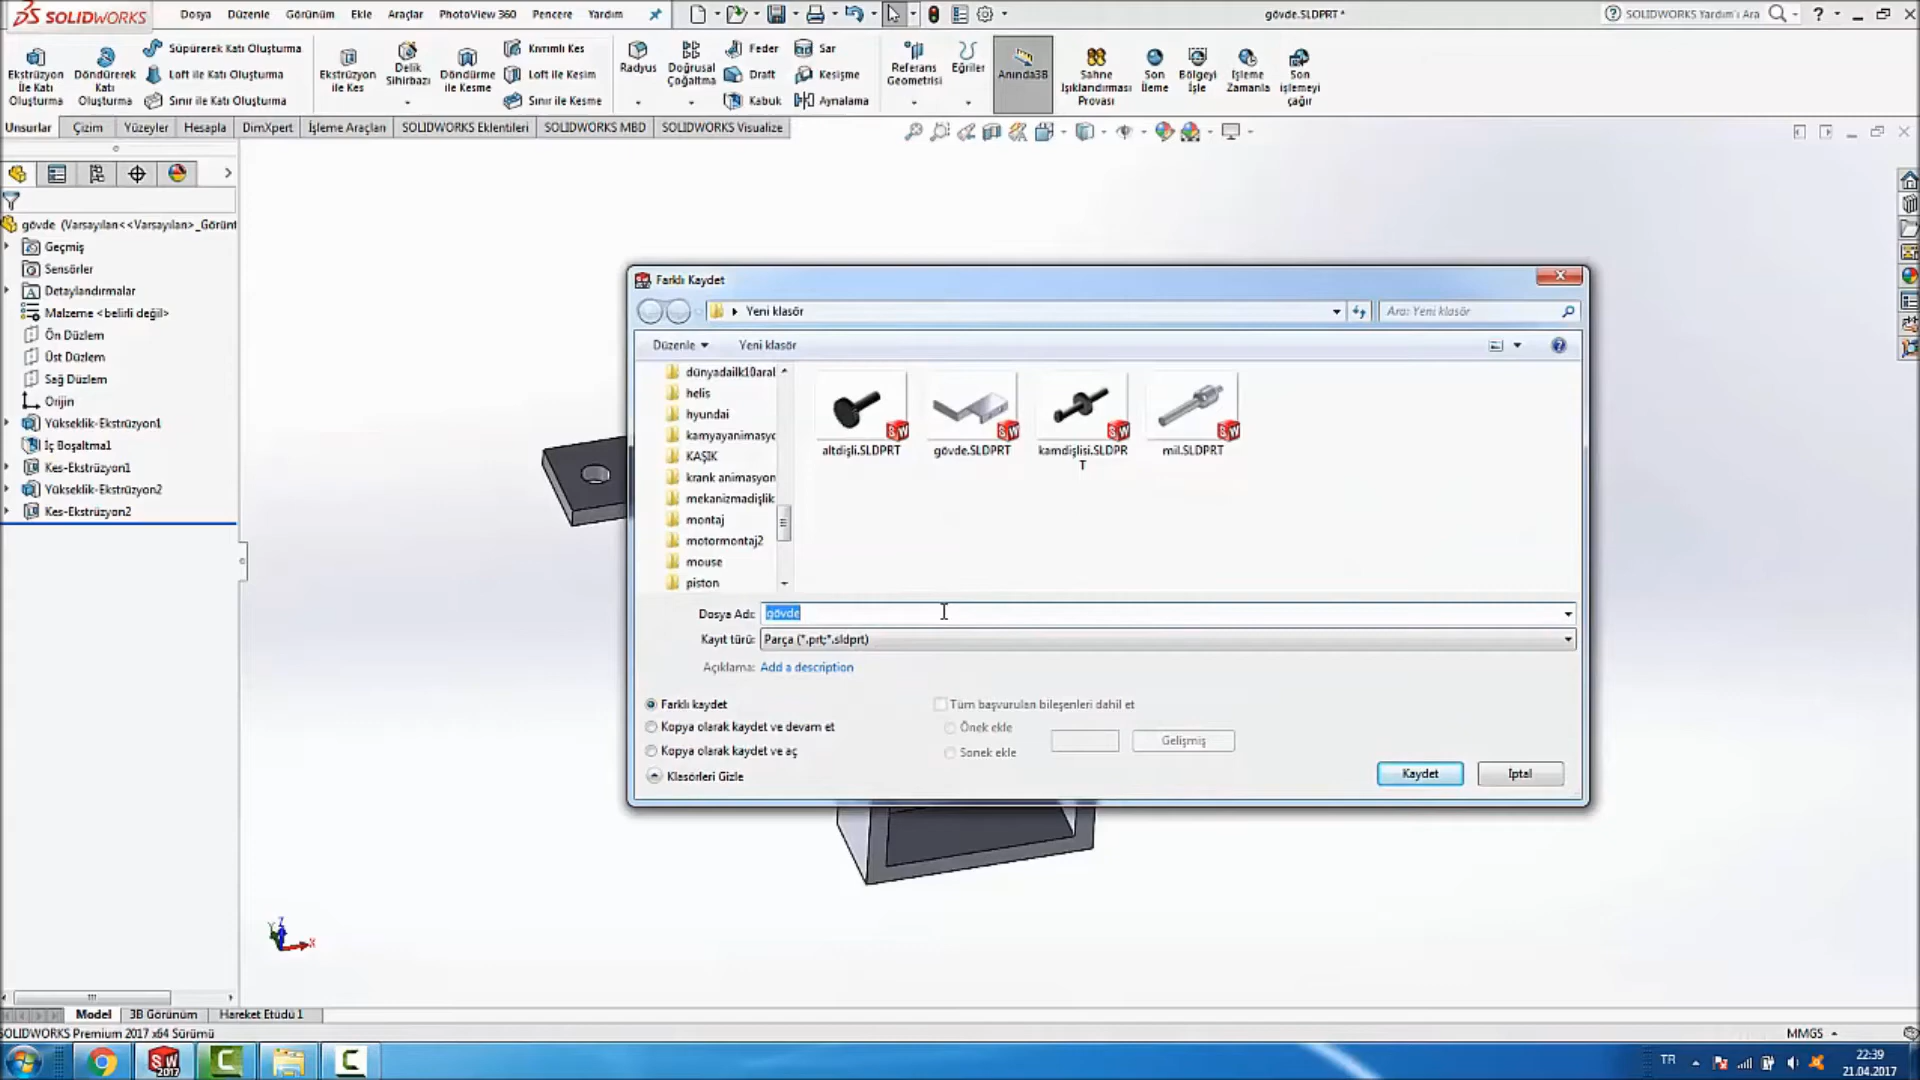 SOLIDWORKS
Dosya Düzenle Görünüm Ekle Araçlar PhotoView 360 Pencere Yardım
gövde.SLDPRT *
SOLIDWORKS Yardım'ı Ara
Ekstrüzyon İle Katı Oluşturma
Döndürerek Katı Oluşturma
Süpürerek Katı Oluşturma
Loft ile Katı Oluşturma
Sınır ile Katı Oluşturma
Ekstrüzyon ile Kes
Delik Sihirbazı
Döndürme ile Kesme
Kıvrımlı Kes
Loft ile Kesim
Sınır ile Kesme
Radyus
Doğrusal Çoğaltma
Feder
Draft
Kabuk
Sar
Kesişme
Aynalama
Referans Geometrisi
Eğriler
Anında3B
Sahne Işıklandırması Provası
Son İleme
Bölgeyi İşle
İşleme Zamanla
Son işlemeyi çağır
Unsurlar Çizim Yüzeyler Hesapla DimXpert İşleme Araçları SOLIDWORKS Eklentileri SOLIDWORKS MBD SOLIDWORKS Visualize
gövde (Varsayılan<<Varsayılan>_Görünt
Geçmiş
Sensörler
Detaylandırmalar
Malzeme <belirli değil>
Ön Düzlem
Üst Düzlem
Sağ Düzlem
Orijin
Yükseklik-Ekstrüzyon1
İç Boşaltma1
Kes-Ekstrüzyon1
Yükseklik-Ekstrüzyon2
Kes-Ekstrüzyon2
Farklı Kaydet
Yeni klasör
Ara: Yeni klasör
Düzenle Yeni klasör
dünyadailk10aral
helis
hyundai
kamyayanimasyo
KAŞIK
krank animasyon
mekanizmadişlik
montaj
motormontaj2
mouse
piston
altdişli.SLDPRT
gövde.SLDPRT
kamdişlisi.SLDPR
T
mil.SLDPRT
Dosya Adı: gövde
Kayıt türü: Parça (*.prt;*.sldprt)
Açıklama: Add a description
Farklı kaydet
Kopya olarak kaydet ve devam et
Kopya olarak kaydet ve aç
Tüm başvurulan bileşenleri dahil et
Önek ekle
Sonek ekle
Gelişmiş
Klasörleri Gizle
Kaydet
İptal
Z
Y
X
Model 3B Görünüm Hareket Etüdü 1
SOLIDWORKS Premium 2017 x64 Sürümü
MMGS
SW
2017
TR
22:39
21.04.2017